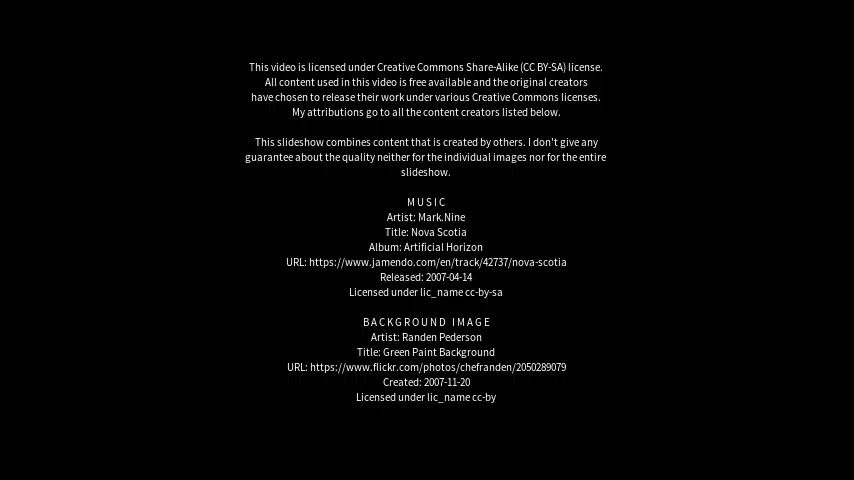 This video is licensed under Creative Commons Share-Alike (CC BY-SA) license.
All content used in this video is free available and the original creators
have chosen to release their work under various Creative Commons licenses.
My attributions go to all the content creators listed below.
This slideshow combines content that is created by others. I don't give any
guarantee about the quality neither for the individual images nor for the entire
slideshow.
MUSIC
Artist: Mark.Nine
Title: Nova Scotia
Album: Artificial Horizon
URL: https://www.jamendo.com/en/track/42737/nova-scotia
Released: 2007-04-14
Licensed under lic_name cc-by-sa
BACKGROUND IMAGE
Artist: Randen Pederson
Title: Green Paint Background
URL: https://www.flickr.com/photos/chefranden/2050289079
Created: 2007-11-20
Licensed under lic_name cc-by